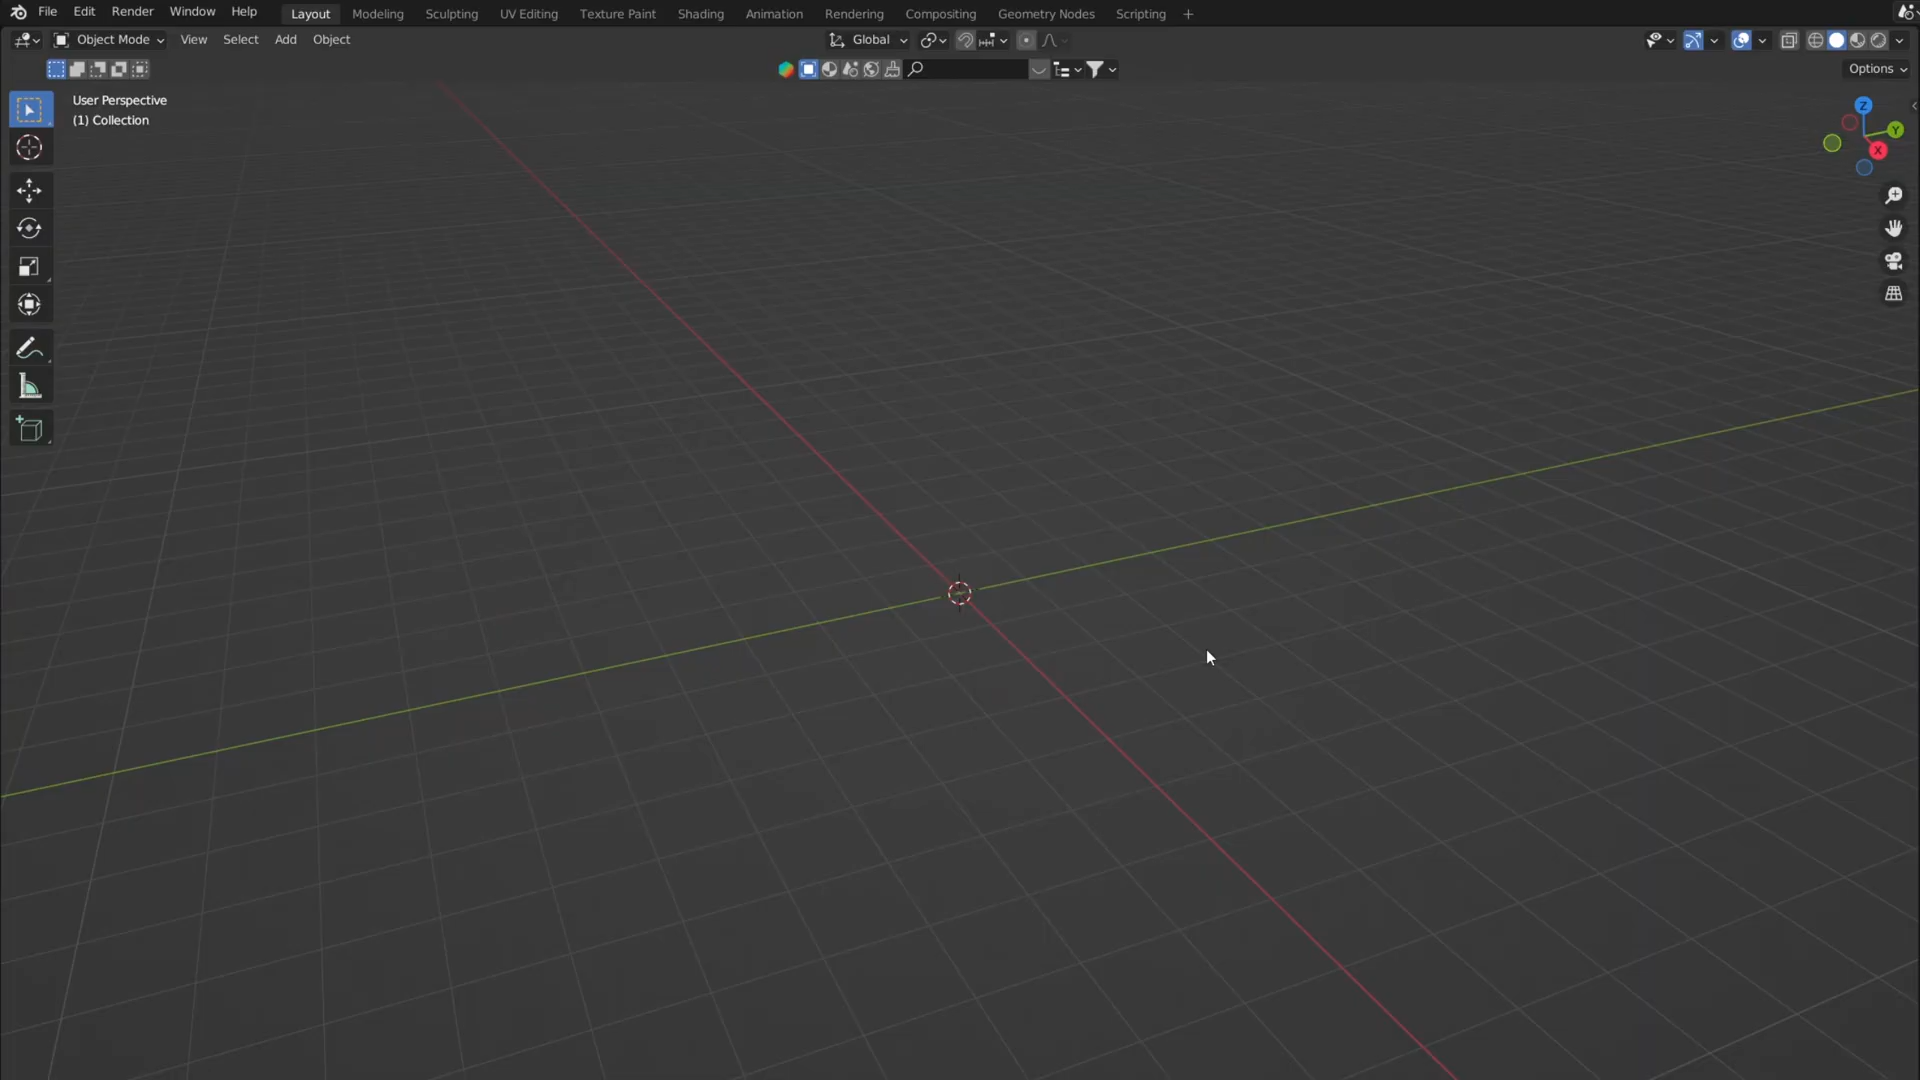 File Edit Render Window Help Layout Modeling Sculpting UV Editing Texture Paint Shading Animation Rendering Compositing Geometry Nodes Scripting +
Object Mode View Select Add Object Global
Options
User Perspective
(1) Collection
Z
Y
X